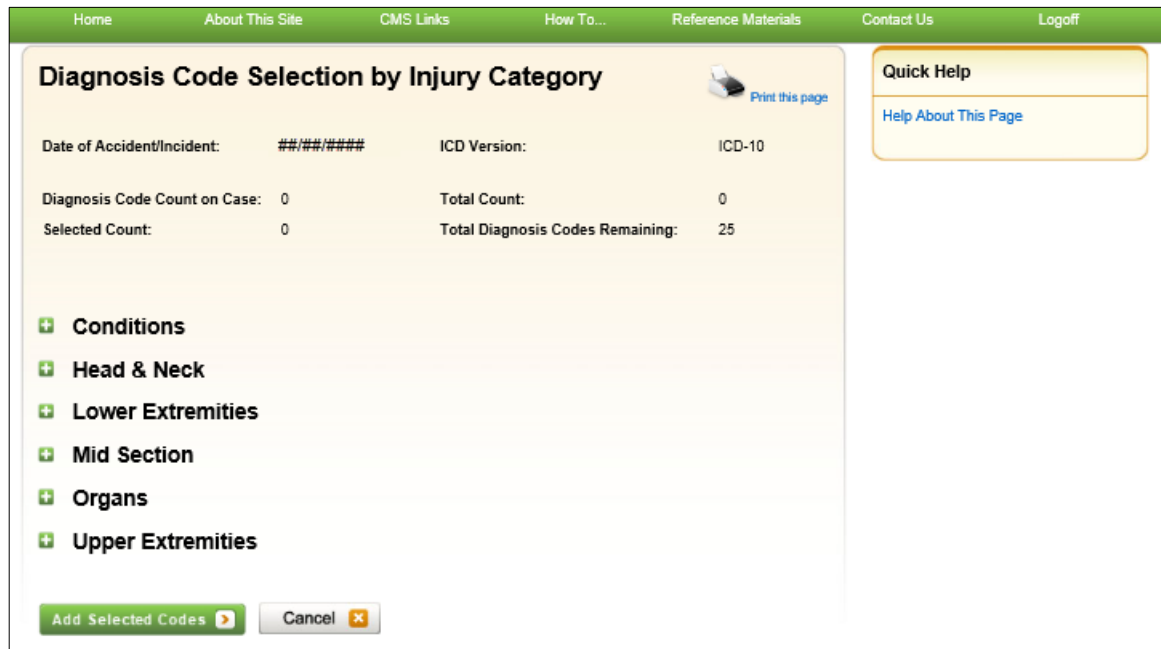 Home About This Site CMS Links How To... Reference Materials Contact Us Logoff
Diagnosis Code Selection by Injury Category
Print this page
Quick Help
Help About This Page
Date of Accident/Incident: ##/##/#### ICD Version: ICD-10
Diagnosis Code Count on Case: 0 Total Count: 0
Selected Count: 0 Total Diagnosis Codes Remaining: 25
Conditions
Head & Neck
Lower Extremities
Mid Section
Organs
Upper Extremities
Add Selected Codes Cancel